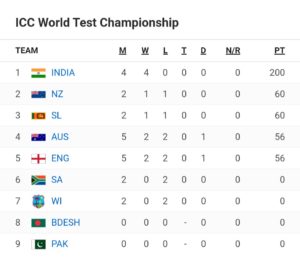 ICC World Test Championship
TEAM M W L T D N/R PT
1 INDIA 4 4 0 0 0 0 200
2 NZ 2 1 1 0 0 0 60
3 SL 2 1 1 0 0 0 60
4 AUS 5 2 2 0 1 0 56
5 ENG 5 2 2 0 1 0 56
6 SA 2 0 2 0 0 0 0
7 WI 2 0 2 0 0 0 0
8 BDESH 0 0 0 - 0 0 0
9 PAK 0 0 0 - 0 0 0